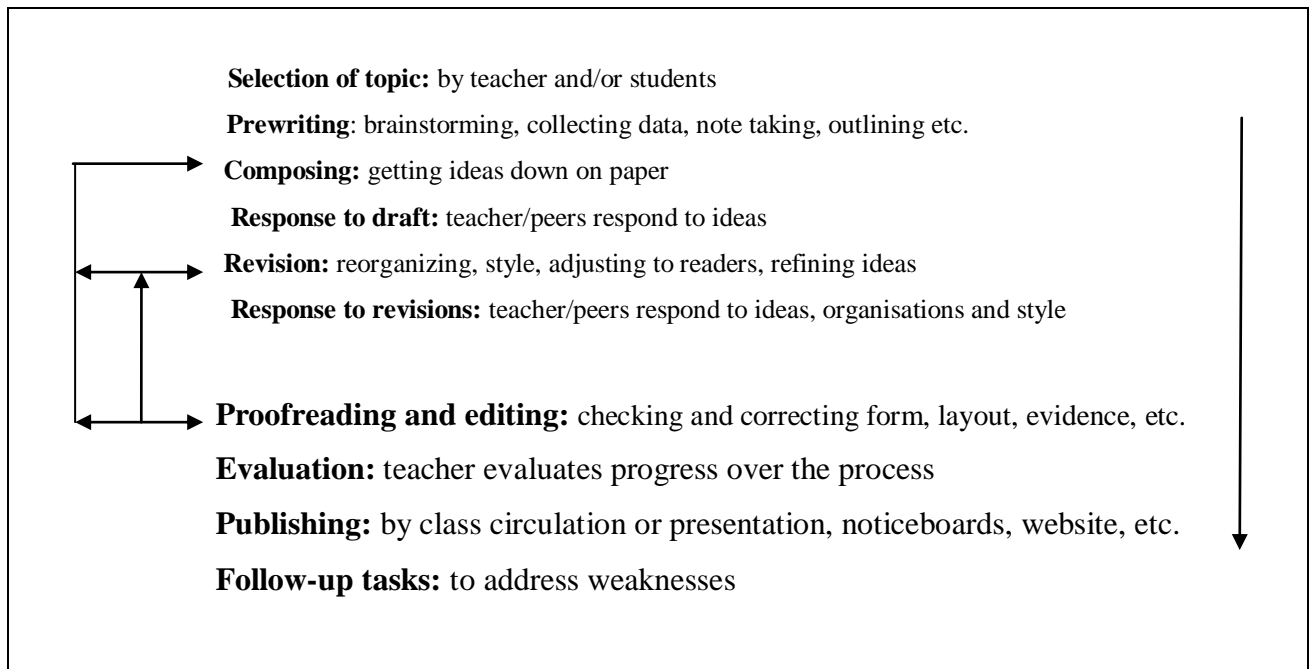 Selection of topic: by teacher and/or students
Prewriting: brainstorming, collecting data, note taking, outlining etc.
Composing: getting ideas down on paper
Response to draft: teacher/peers respond to ideas
Revision: reorganizing, style, adjusting to readers, refining ideas
Response to revisions: teacher/peers respond to ideas, organisations and style
Proofreading and editing: checking and correcting form, layout, evidence, etc.
Evaluation: teacher evaluates progress over the process
Publishing: by class circulation or presentation, noticeboards, website, etc.
Follow-up tasks: to address weaknesses